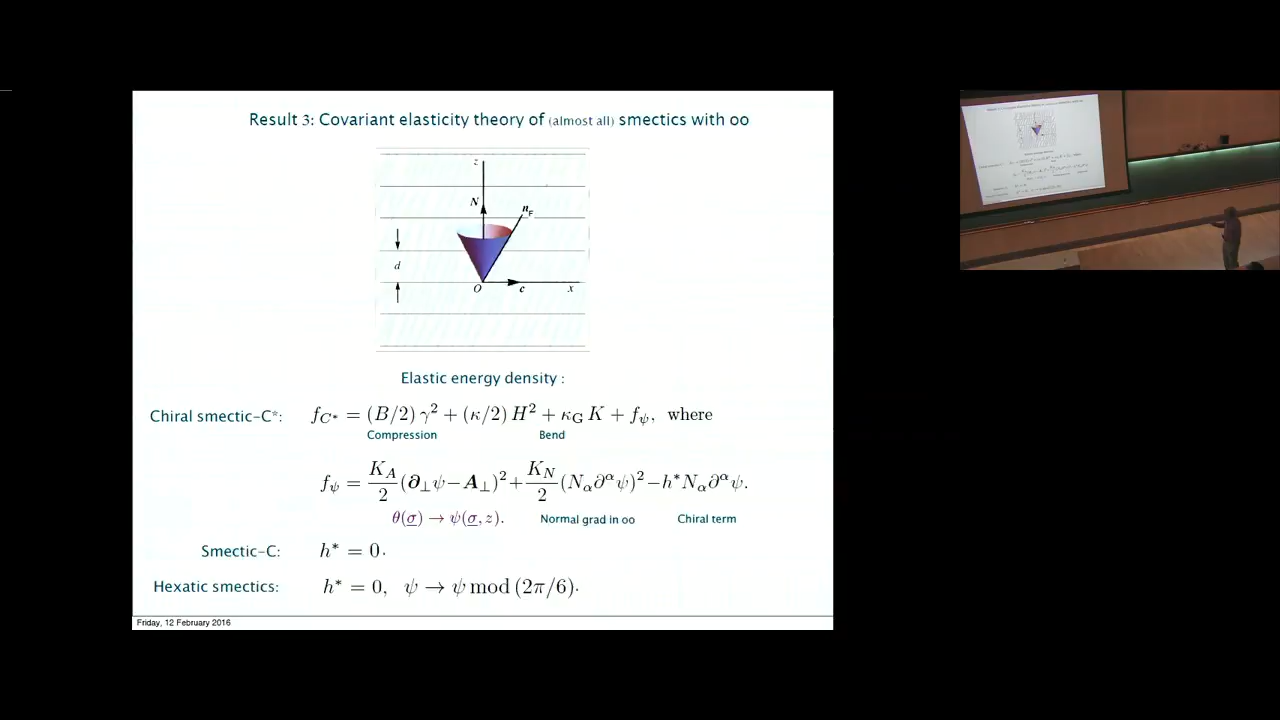 Result 3: Covariant elasticity theory of (almost all) smectics with oo
z
N
n_F
d
O
c
x
Elastic energy density :
Chiral smectic-C*: f_{C*} = (B/2) γ² + (κ/2) H² + κ_G K + f_ψ, where
Compression Bend
f_ψ = K_A/2 (∂_⊥ψ−A_⊥)² + K_N/2 (N_α∂^αψ)² − h*N_α∂^αψ.
θ(σ) → ψ(σ, z). Normal grad in oo Chiral term
Smectic-C: h* = 0.
Hexatic smectics: h* = 0, ψ → ψ mod (2π/6).
Friday, 12 February 2016